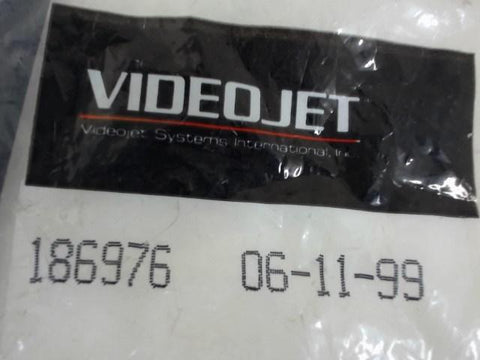 VIDEOJET
Videojet Systems International, Inc.
186976 06-11-99